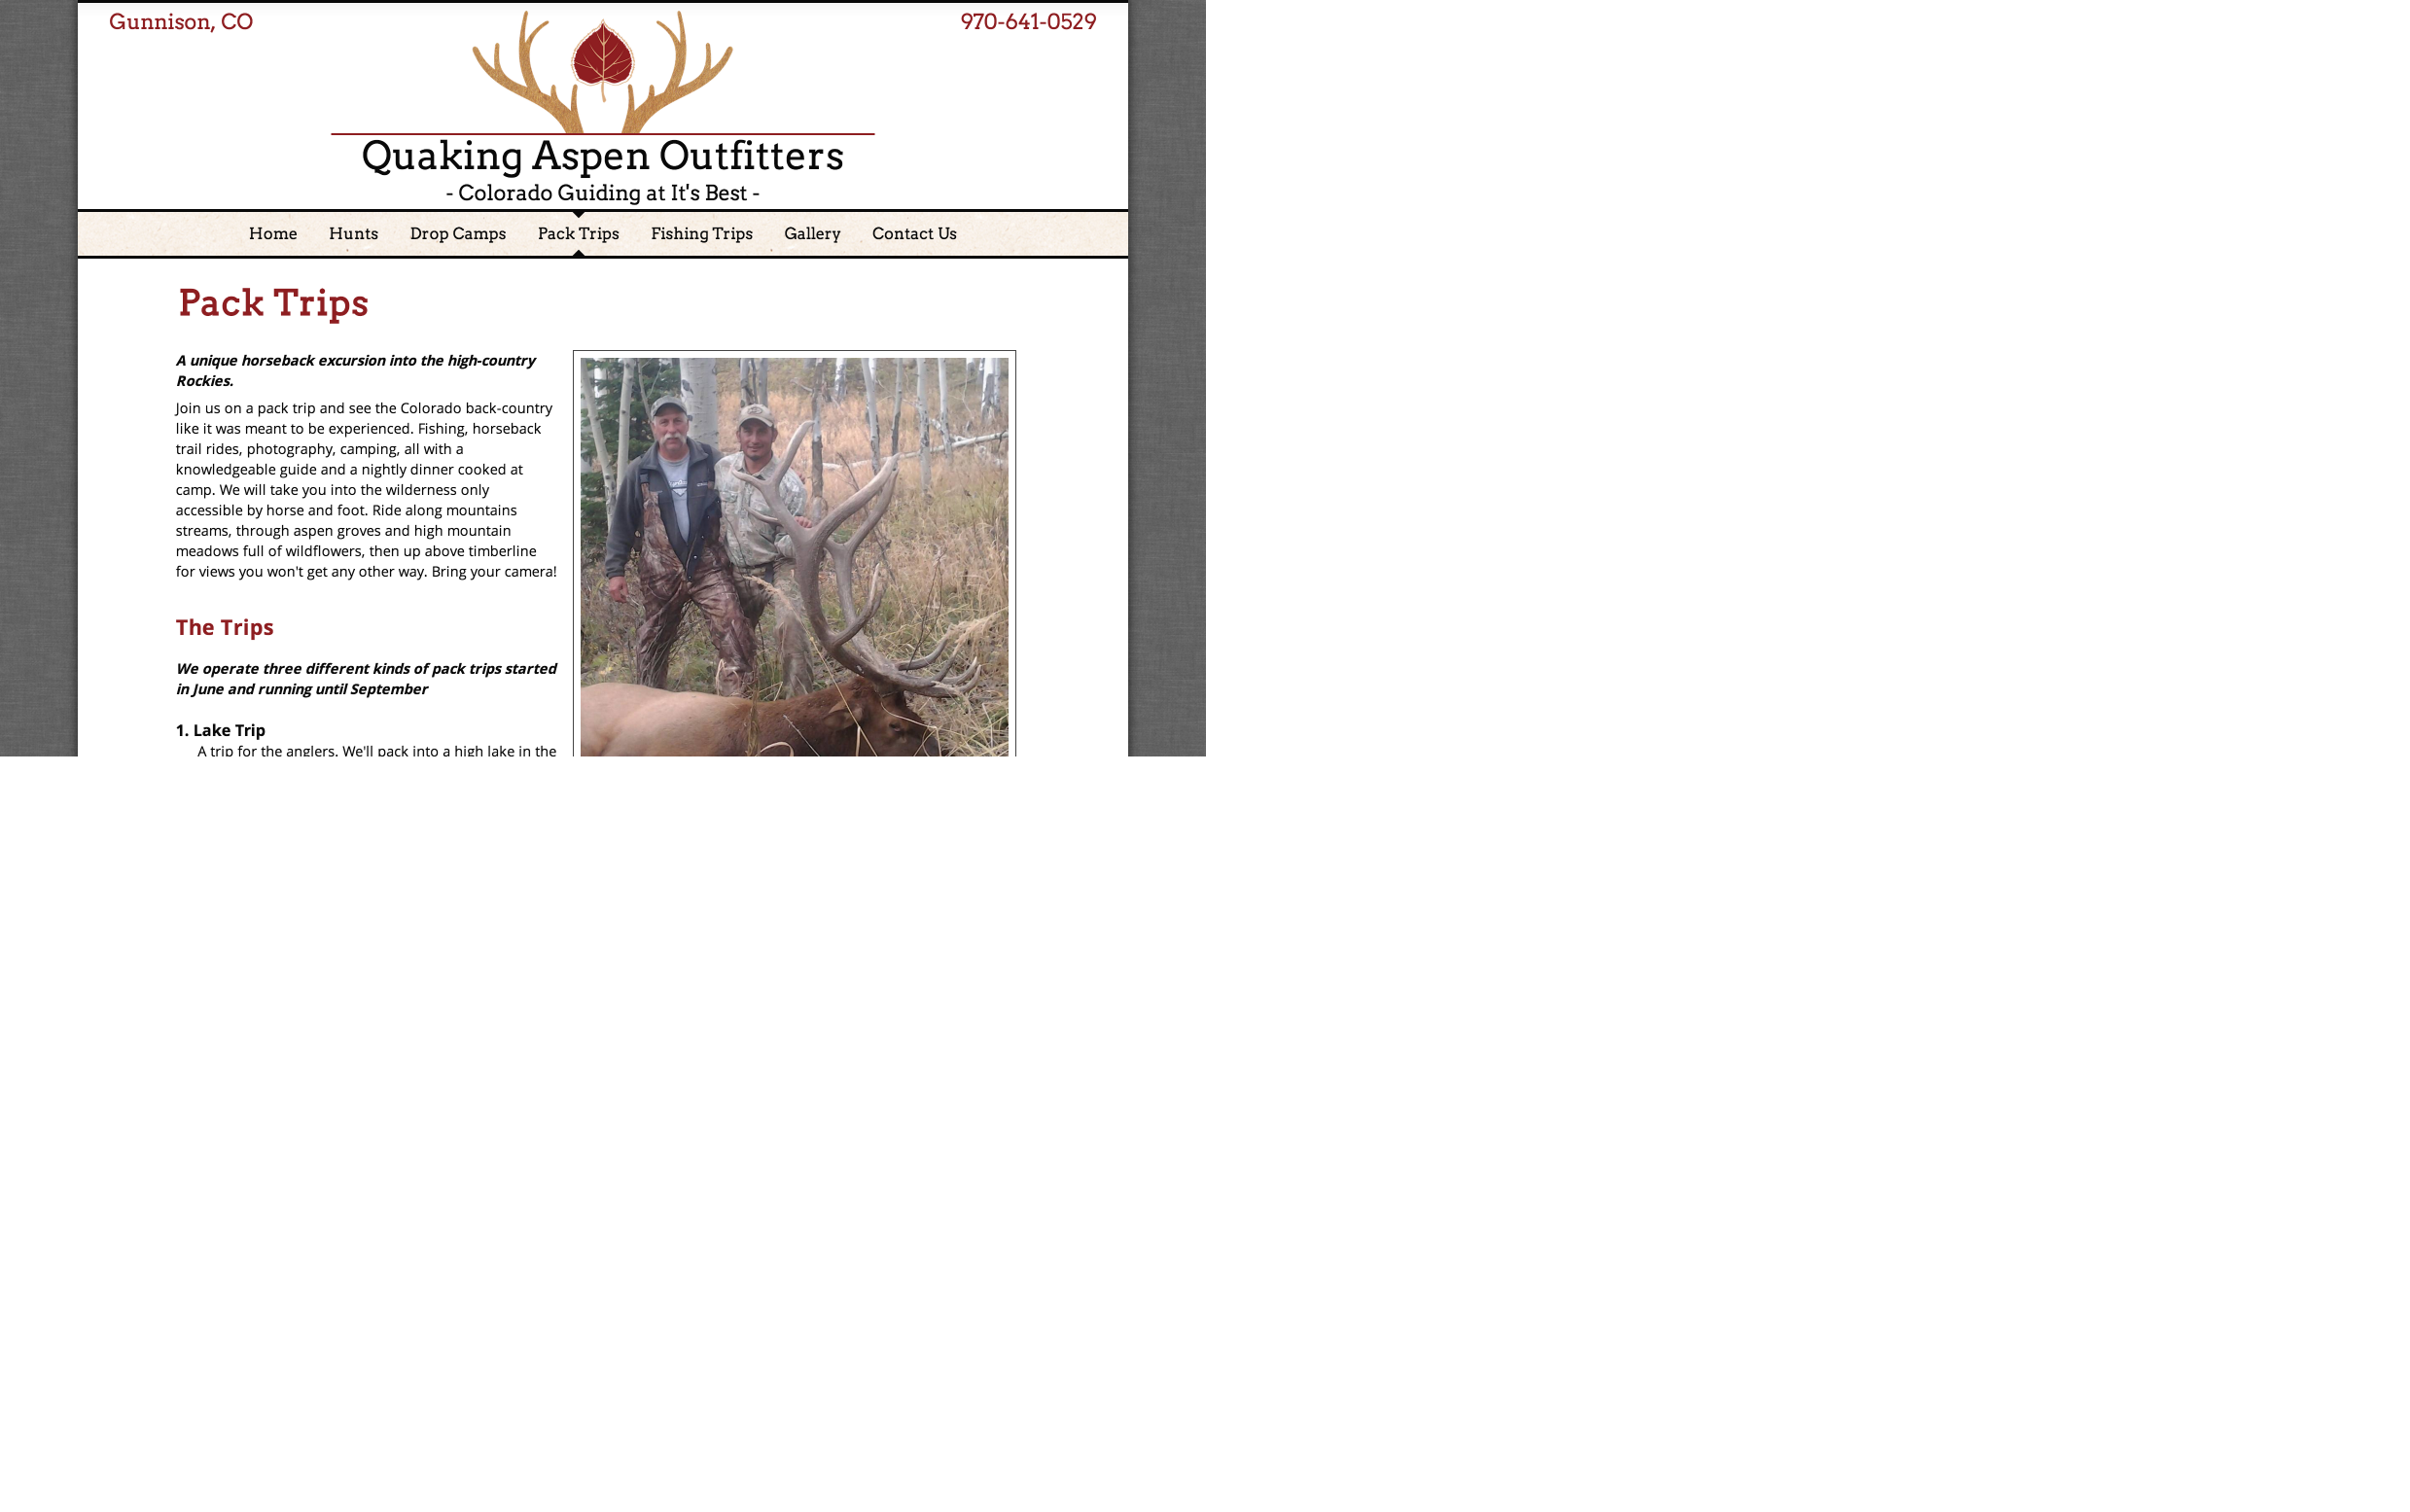 Gunnison, CO
970-641-0529
Quaking Aspen Outfitters
- Colorado Guiding at It's Best -
Home Hunts Drop Camps Pack Trips Fishing Trips Gallery Contact Us
Pack Trips
A unique horseback excursion into the high-country
Rockies.
Join us on a pack trip and see the Colorado back-country
like it was meant to be experienced. Fishing, horseback
trail rides, photography, camping, all with a
knowledgeable guide and a nightly dinner cooked at
camp. We will take you into the wilderness only
accessible by horse and foot. Ride along mountains
streams, through aspen groves and high mountain
meadows full of wildflowers, then up above timberline
for views you won't get any other way. Bring your camera!
The Trips
We operate three different kinds of pack trips started
in June and running until September
1. Lake Trip
A trip for the anglers. We'll pack into a high lake in the